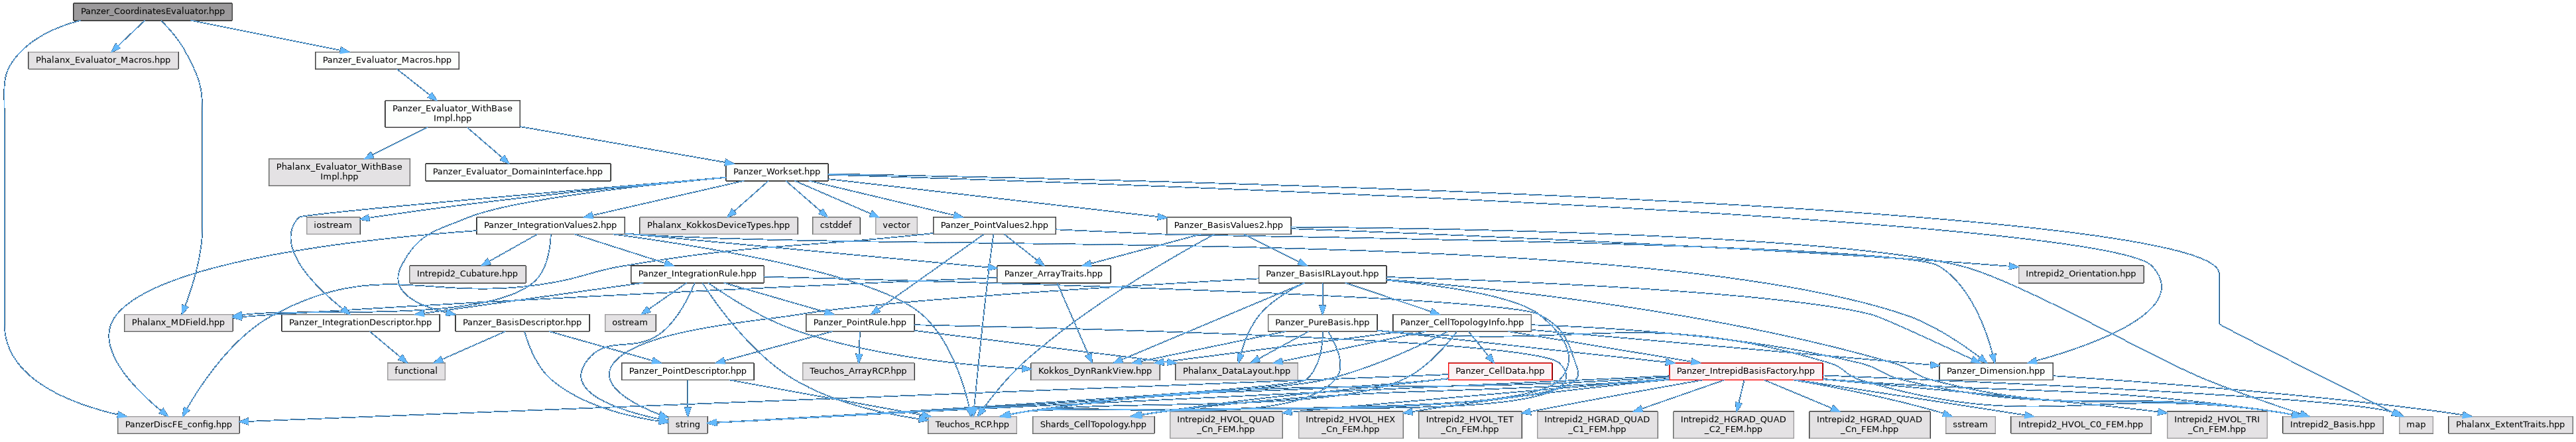 Panzer_CoordinatesEvaluator.hpp
Phalanx_Evaluator_Macros.hpp
Panzer_Evaluator_Macros.hpp
Panzer_Evaluator_WithBase
Impl.hpp
Phalanx_Evaluator_WithBase
Impl.hpp
Panzer_Evaluator_DomainInterface.hpp
Panzer_Workset.hpp
iostream
Panzer_IntegrationValues2.hpp
Phalanx_KokkosDeviceTypes.hpp
cstddef
vector
Panzer_PointValues2.hpp
Panzer_BasisValues2.hpp
Intrepid2_Cubature.hpp
Panzer_IntegrationRule.hpp
Panzer_ArrayTraits.hpp
Panzer_BasisIRLayout.hpp
Intrepid2_Orientation.hpp
Phalanx_MDField.hpp
Panzer_IntegrationDescriptor.hpp
Panzer_BasisDescriptor.hpp
ostream
Panzer_PointRule.hpp
Panzer_PureBasis.hpp
Panzer_CellTopologyInfo.hpp
functional
Panzer_PointDescriptor.hpp
Teuchos_ArrayRCP.hpp
Kokkos_DynRankView.hpp
Phalanx_DataLayout.hpp
Panzer_CellData.hpp
Panzer_IntrepidBasisFactory.hpp
Panzer_Dimension.hpp
PanzerDiscFE_config.hpp
string
Teuchos_RCP.hpp
Shards_CellTopology.hpp
Intrepid2_HVOL_QUAD
_Cn_FEM.hpp
Intrepid2_HVOL_HEX
_Cn_FEM.hpp
Intrepid2_HVOL_TET
_Cn_FEM.hpp
Intrepid2_HGRAD_QUAD
_C1_FEM.hpp
Intrepid2_HGRAD_QUAD
_C2_FEM.hpp
Intrepid2_HGRAD_QUAD
_Cn_FEM.hpp
sstream
Intrepid2_HVOL_C0_FEM.hpp
Intrepid2_HVOL_TRI
_Cn_FEM.hpp
Intrepid2_Basis.hpp
map
Phalanx_ExtentTraits.hpp